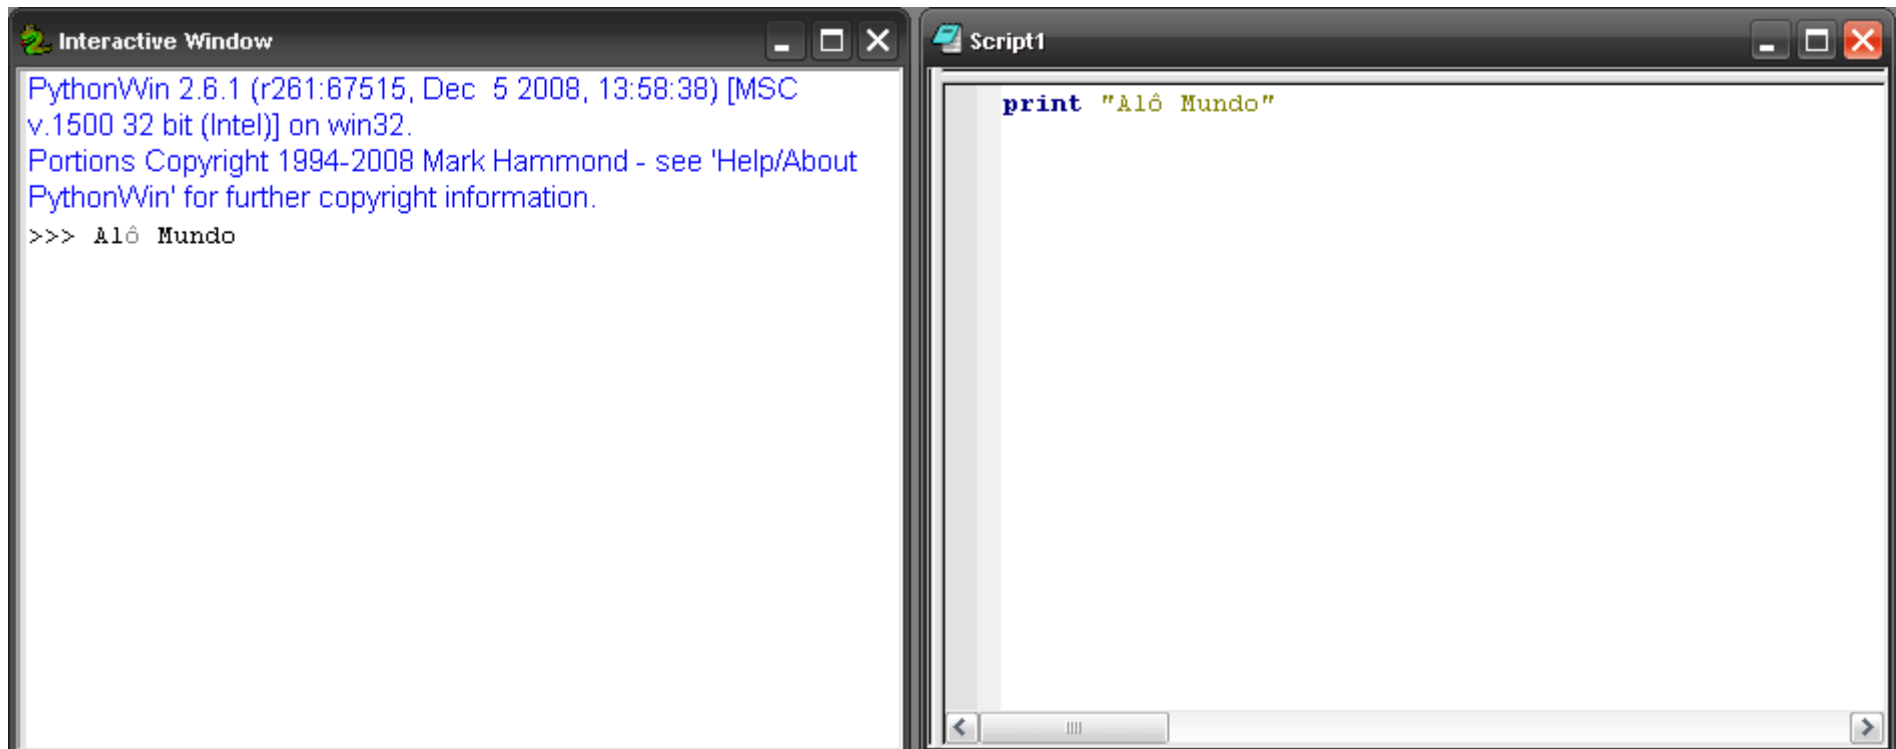 Interactive Window
PythonWin 2.6.1 (r261:67515, Dec  5 2008, 13:58:38) [MSC
v.1500 32 bit (Intel)] on win32.
Portions Copyright 1994-2008 Mark Hammond - see 'Help/About
PythonWin' for further copyright information.
>>> Alô Mundo
Script1
print "Alô Mundo"